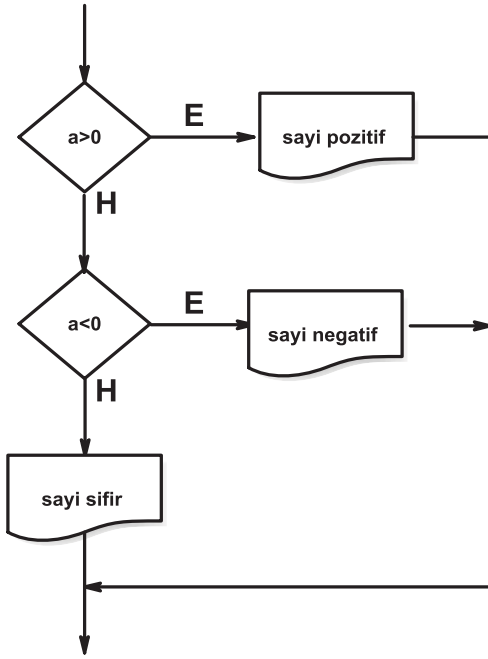 E
a>0
sayi pozitif
H
E
a<0
sayi negatif
H
sayi sifir